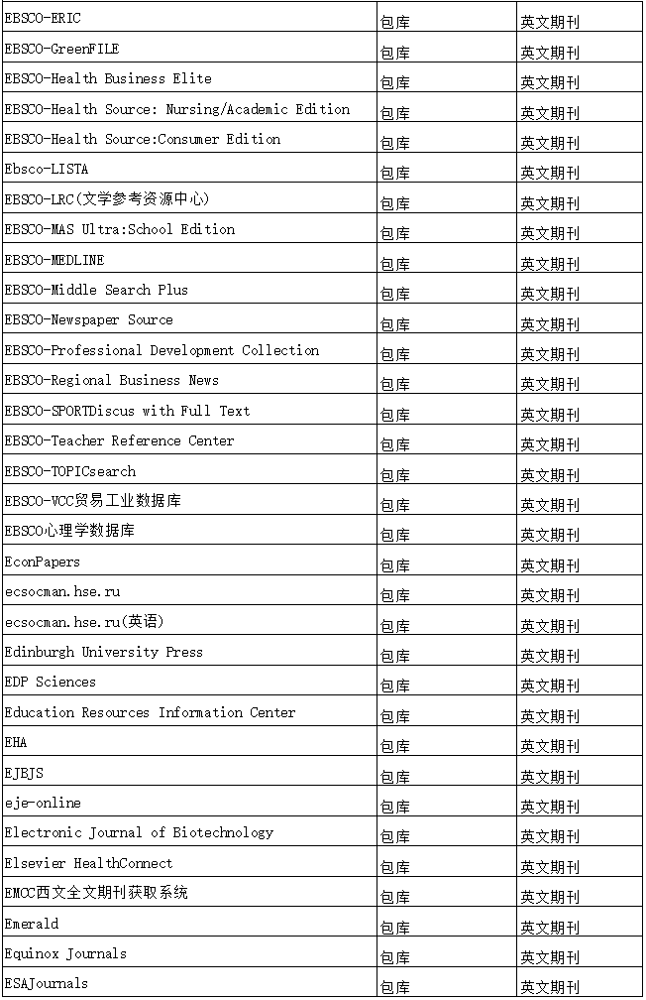 EBSCO-ERIC 包库 英文期刊
EBSCO-GreenFILE 包库 英文期刊
EBSCO-Health Business Elite 包库 英文期刊
EBSCO-Health Source: Nursing/Academic Edition 包库 英文期刊
EBSCO-Health Source:Consumer Edition 包库 英文期刊
Ebsco-LISTA 包库 英文期刊
EBSCO-LRC(文学参考资源中心) 包库 英文期刊
EBSCO-MAS Ultra:School Edition 包库 英文期刊
EBSCO-MEDLINE 包库 英文期刊
EBSCO-Middle Search Plus 包库 英文期刊
EBSCO-Newspaper Source 包库 英文期刊
EBSCO-Professional Development Collection 包库 英文期刊
EBSCO-Regional Business News 包库 英文期刊
EBSCO-SPORTDiscus with Full Text 包库 英文期刊
EBSCO-Teacher Reference Center 包库 英文期刊
EBSCO-TOPICsearch 包库 英文期刊
EBSCO-VCC贸易工业数据库 包库 英文期刊
EBSCO心理学数据库 包库 英文期刊
EconPapers 包库 英文期刊
ecsocman.hse.ru 包库 英文期刊
ecsocman.hse.ru(英语) 包库 英文期刊
Edinburgh University Press 包库 英文期刊
EDP Sciences 包库 英文期刊
Education Resources Information Center 包库 英文期刊
EHA 包库 英文期刊
EJBJS 包库 英文期刊
eje-online 包库 英文期刊
Electronic Journal of Biotechnology 包库 英文期刊
Elsevier HealthConnect 包库 英文期刊
EMCC西文全文期刊获取系统 包库 英文期刊
Emerald 包库 英文期刊
Equinox Journals 包库 英文期刊
ESAJournals 包库 英文期刊